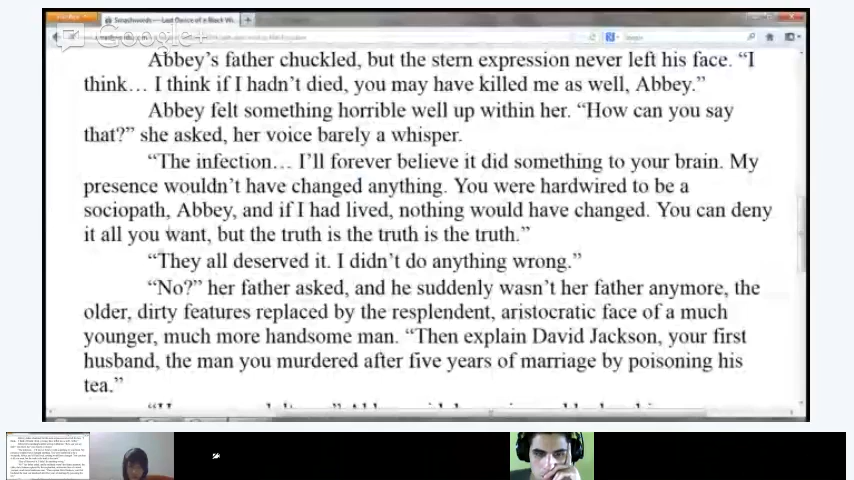 Smashwords — Last Dance of a Black Wi
Google+
Abbey’s father chuckled, but the stern expression never left his face. “I
think… I think if I hadn’t died, you may have killed me as well, Abbey.”
Abbey felt something horrible well up within her. “How can you say
that?” she asked, her voice barely a whisper.
“The infection… I’ll forever believe it did something to your brain. My
presence wouldn’t have changed anything. You were hardwired to be a
sociopath, Abbey, and if I had lived, nothing would have changed. You can deny
it all you want, but the truth is the truth is the truth.”
“They all deserved it. I didn’t do anything wrong.”
“No?” her father asked, and he suddenly wasn’t her father anymore, the
older, dirty features replaced by the resplendent, aristocratic face of a much
younger, much more handsome man. “Then explain David Jackson, your first
husband, the man you murdered after five years of marriage by poisoning his
tea.”